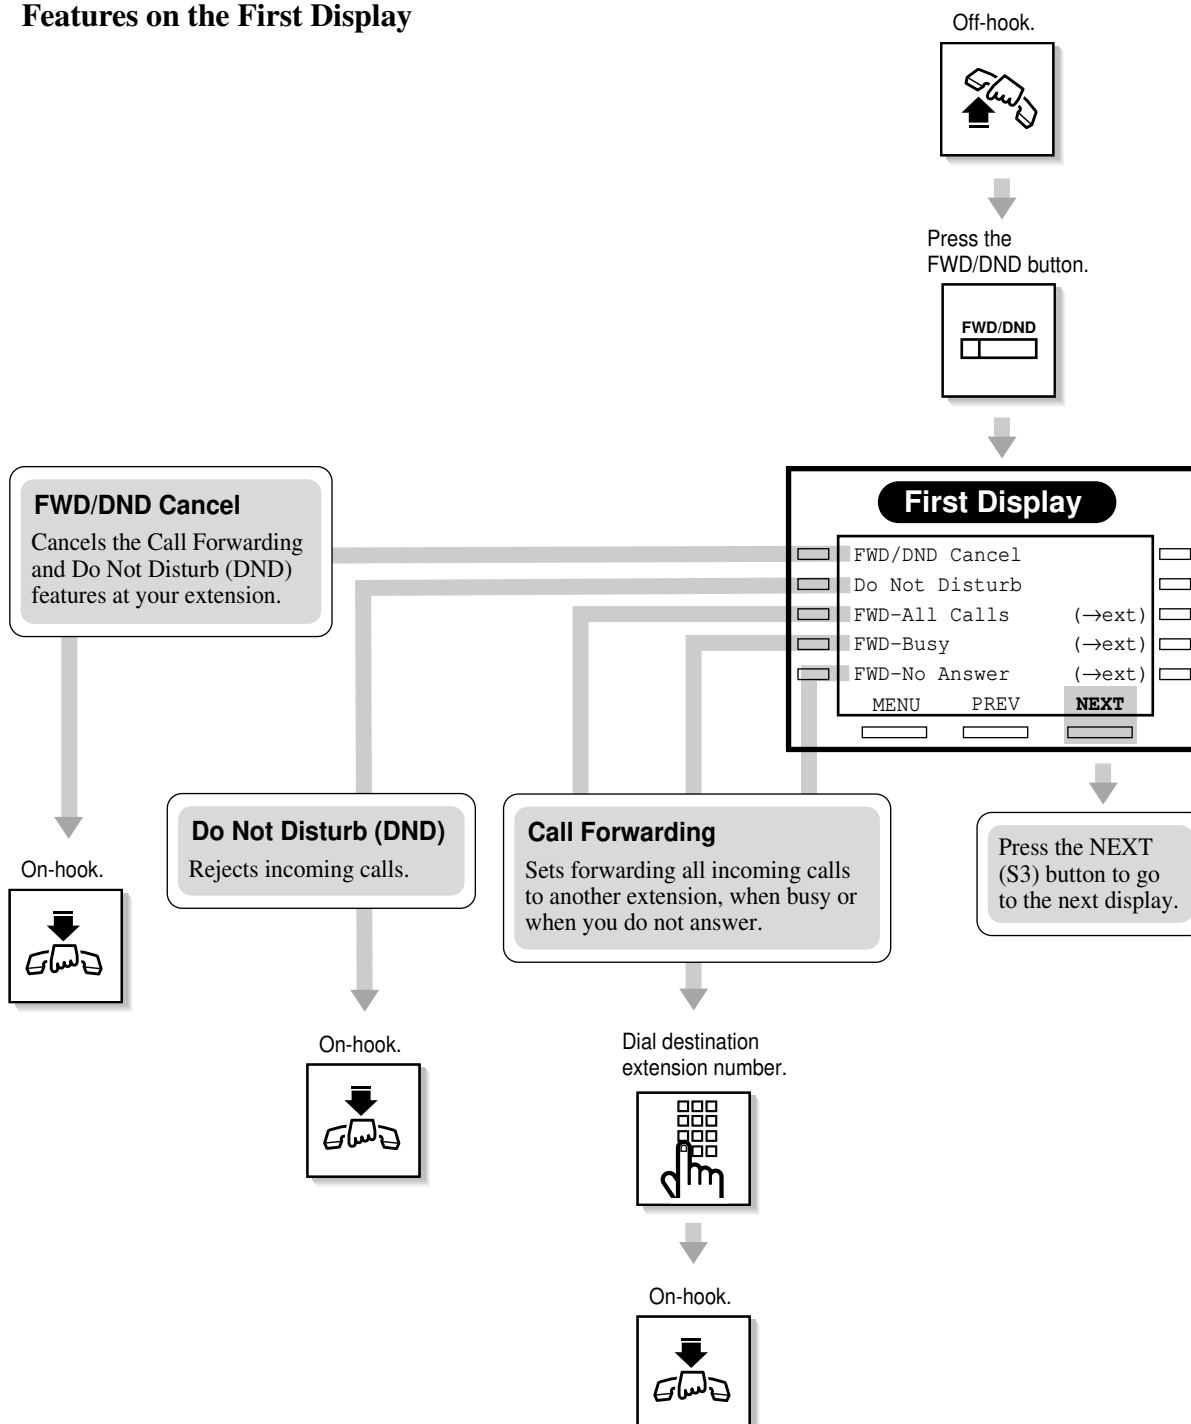 Features on the First Display
Off-hook.
Press the
FWD/DND button.
FWD/DND
First Display
FWD/DND Cancel
Do Not Disturb
FWD-All Calls (→ext)
FWD-Busy (→ext)
FWD-No Answer (→ext)
MENU PREV NEXT
FWD/DND Cancel
Cancels the Call Forwarding
and Do Not Disturb (DND)
features at your extension.
On-hook.
Do Not Disturb (DND)
Rejects incoming calls.
On-hook.
Call Forwarding
Sets forwarding all incoming calls
to another extension, when busy or
when you do not answer.
Dial destination
extension number.
On-hook.
Press the NEXT
(S3) button to go
to the next display.